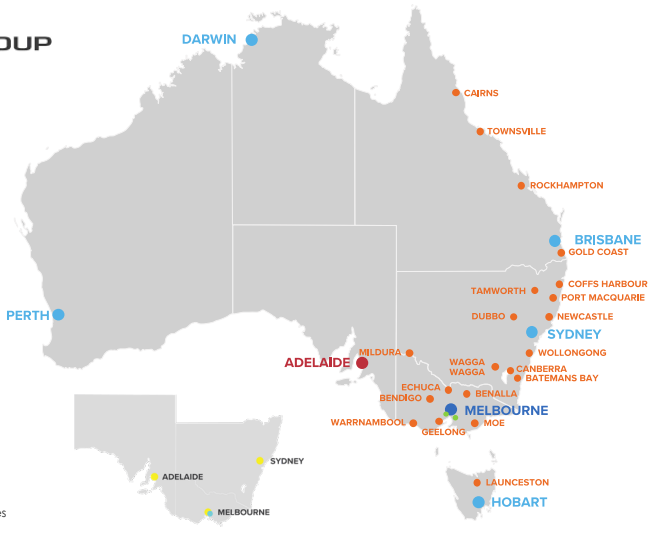 OUP
DARWIN
CAIRNS
TOWNSVILLE
ROCKHAMPTON
BRISBANE
GOLD COAST
COFFS HARBOUR
TAMWORTH
PORT MACQUARIE
PERTH
DUBBO
NEWCASTLE
SYDNEY
MILDURA
WOLLONGONG
ADELAIDE
WAGGA
WAGGA
CANBERRA
BATEMANS BAY
ECHUCA
BENALLA
BENDIGO
MELBOURNE
WARRNAMBOOL
MOE
GEELONG
SYDNEY
ADELAIDE
MELBOURNE
LAUNCESTON
HOBART
es